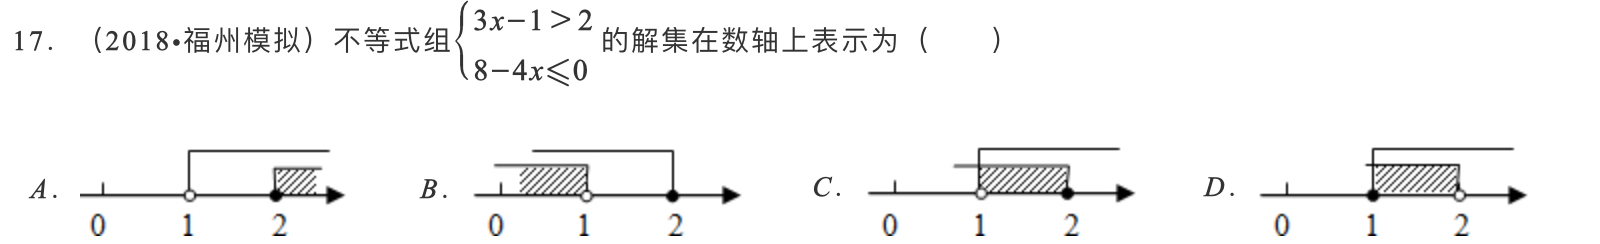 17. （2018•福州模拟）不等式组{3x−1＞2 的解集在数轴上表示为（　　）
8−4x⩽0
A. 0 1 2 B. 0 1 2 C. 0 1 2 D. 0 1 2